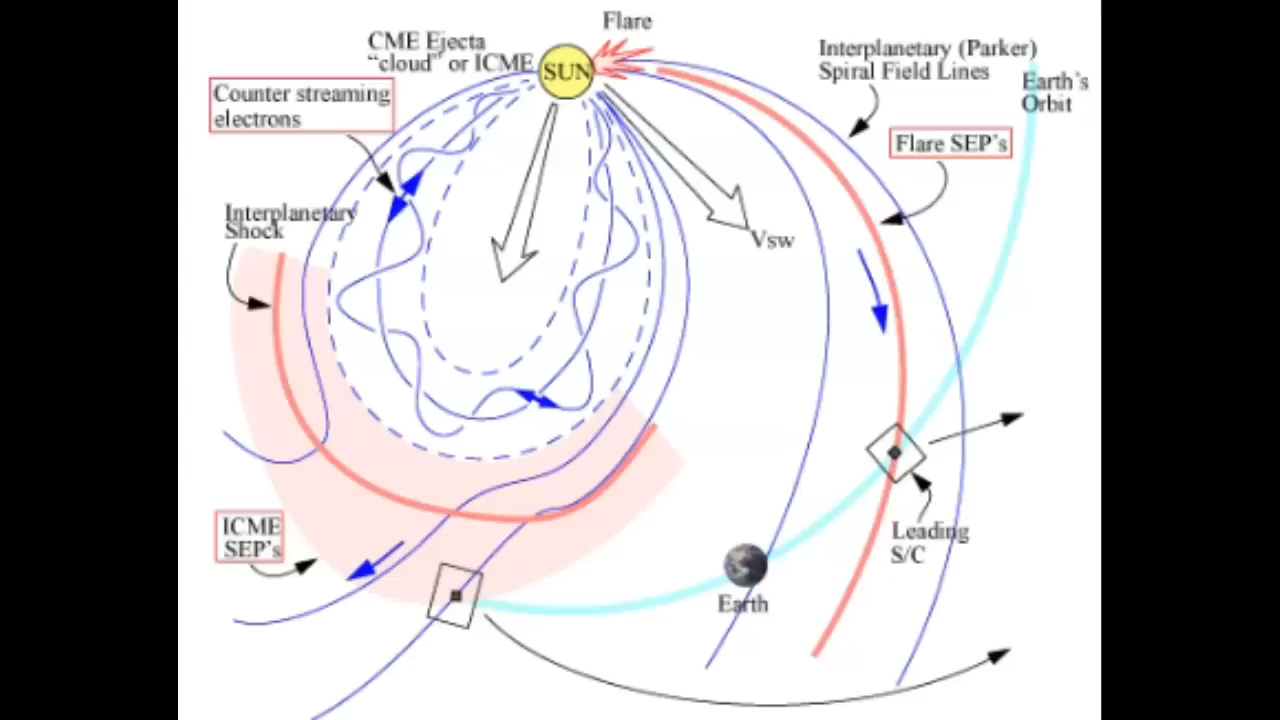 Flare
CME Ejecta
“cloud” or ICME
SUN
Interplanetary (Parker)
Spiral Field Lines
Earth's
Orbit
Counter streaming
electrons
Flare SEP's
Interplanetary
Shock
Vsw
ICME
SEP's
Leading
S/C
Earth